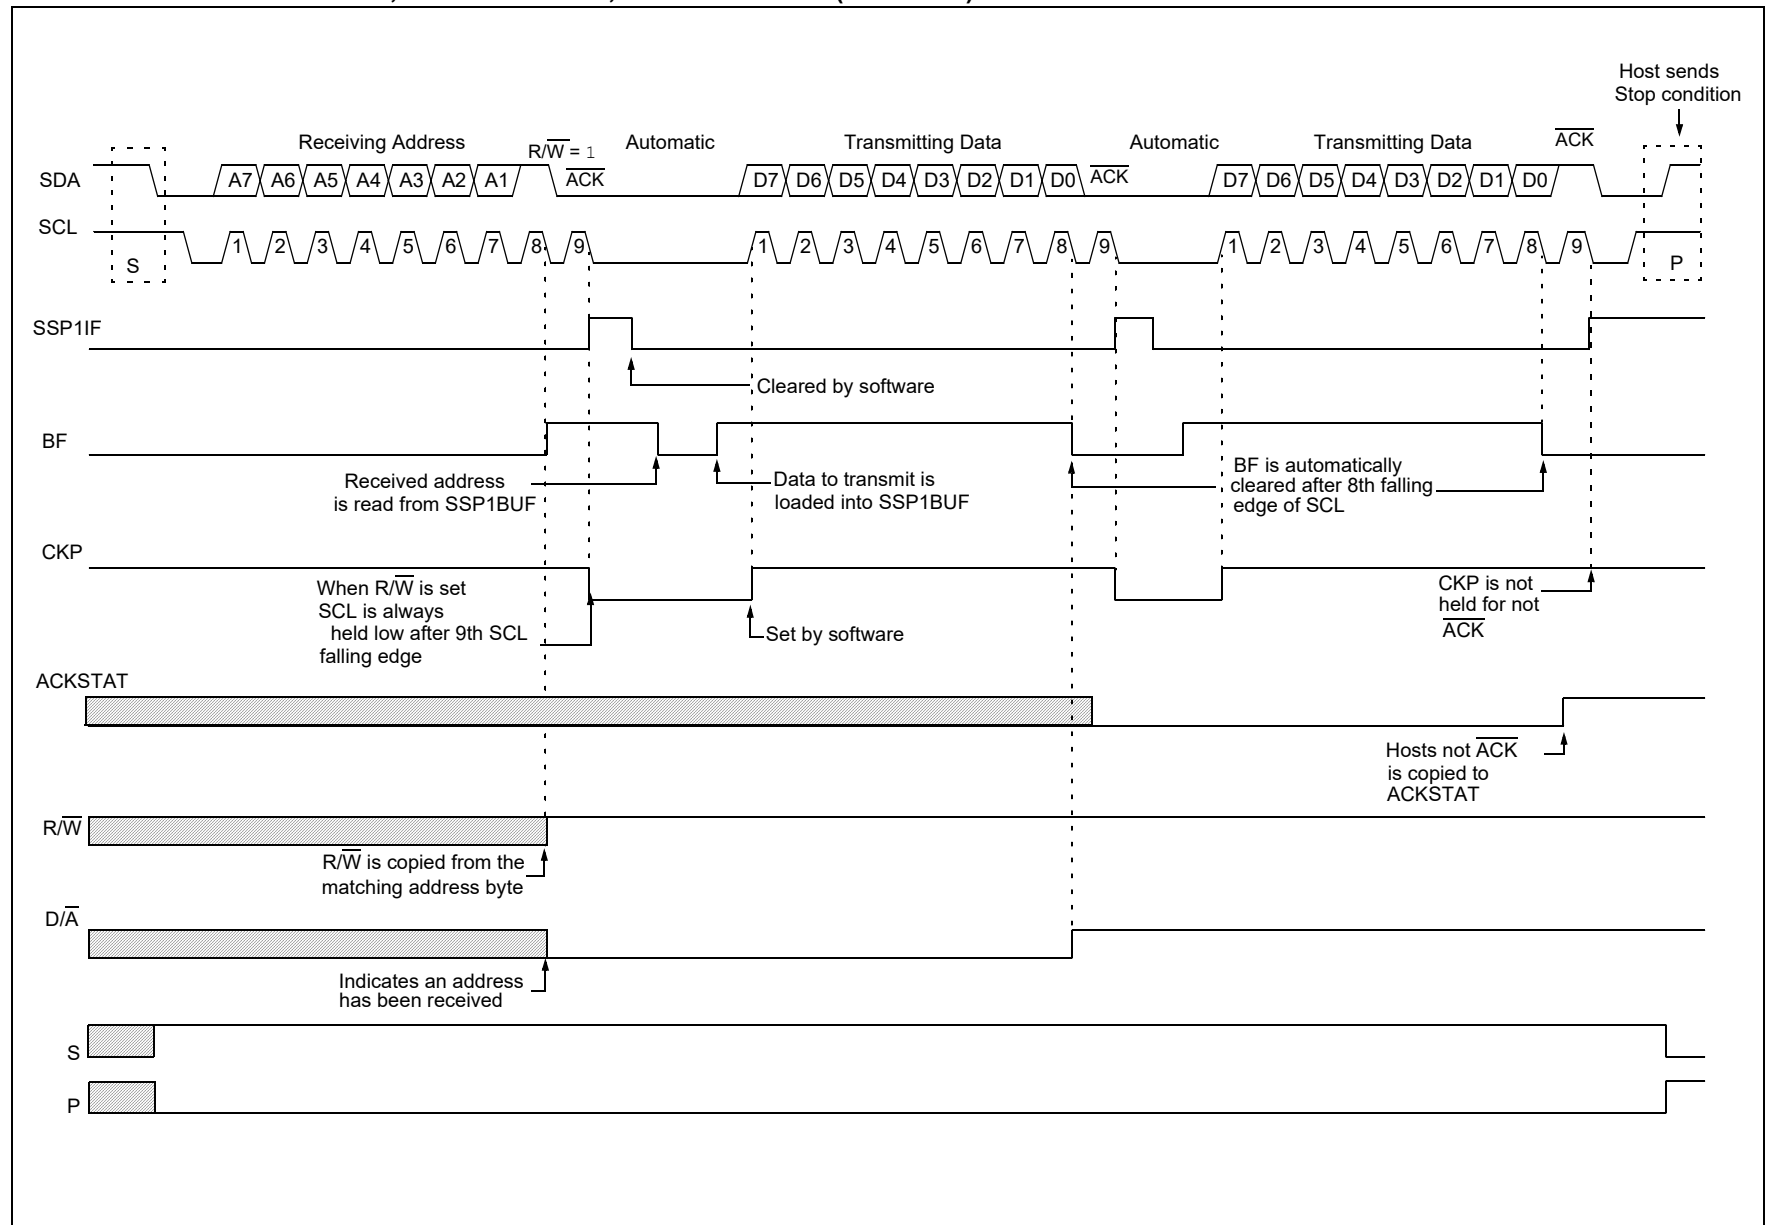 Host sends
Stop condition
Receiving Address
R/W̅ = 1
Automatic
Transmitting Data
Automatic
Transmitting Data
A̅C̅K̅
SDA
A7 A6 A5 A4 A3 A2 A1
A̅C̅K̅
D7 D6 D5 D4 D3 D2 D1 D0
A̅C̅K̅
D7 D6 D5 D4 D3 D2 D1 D0
SCL
1 2 3 4 5 6 7 8 9
1 2 3 4 5 6 7 8 9
1 2 3 4 5 6 7 8 9
S
P
SSP1IF
Cleared by software
BF
Received address
is read from SSP1BUF
Data to transmit is
loaded into SSP1BUF
BF is automatically
cleared after 8th falling
edge of SCL
CKP
When R/W̅ is set
SCL is always
held low after 9th SCL
falling edge
Set by software
CKP is not
held for not
A̅C̅K̅
ACKSTAT
Hosts not A̅C̅K̅
is copied to
ACKSTAT
R/W̅
R/W̅ is copied from the
matching address byte
D/A̅
Indicates an address
has been received
S
P